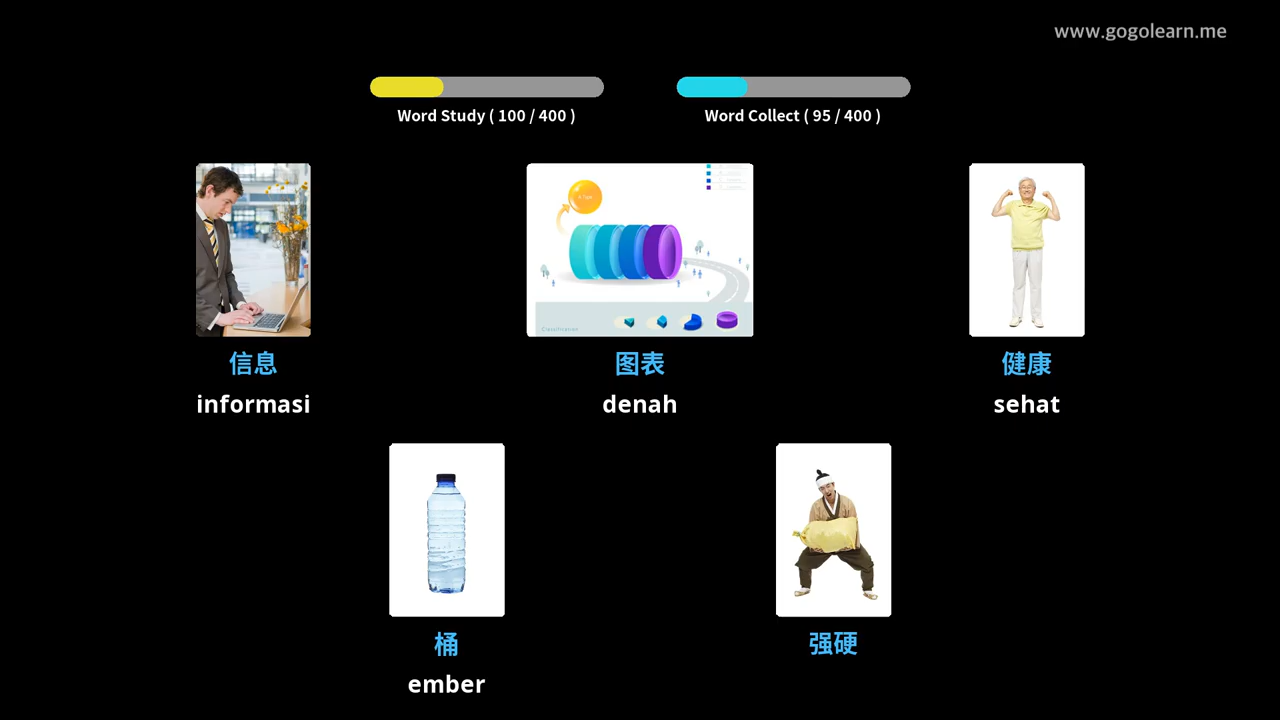 www.gogolearn.me
Word Study ( 100 / 400 )
Word Collect ( 95 / 400 )
信息
informasi
图表
denah
健康
sehat
Classification
桶
ember
强硬